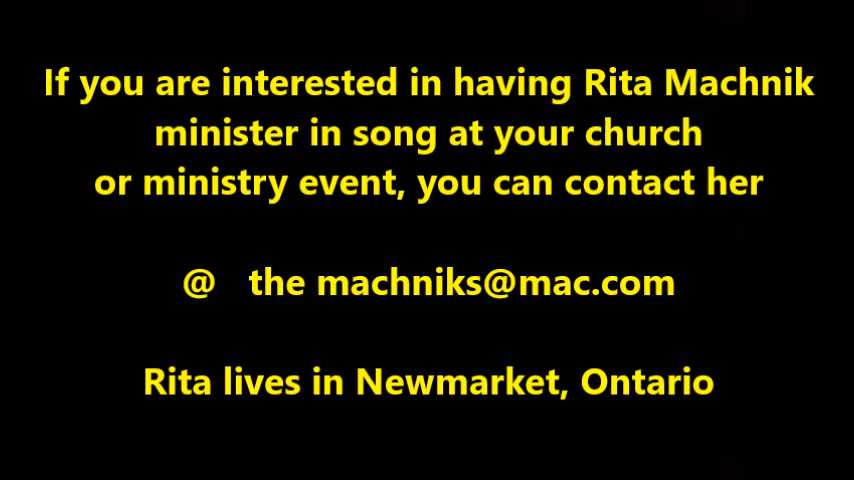 If you are interested in having Rita Machnik
minister in song at your church
or ministry event, you can contact her
@ the machniks@mac.com
Rita lives in Newmarket, Ontario